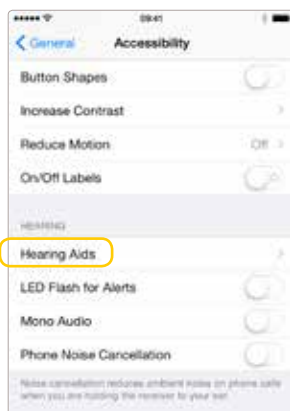 09:41
General Accessibility
Button Shapes
Increase Contrast
Reduce Motion Off
On/Off Labels
HEARING
Hearing Aids
LED Flash for Alerts
Mono Audio
Phone Noise Cancellation
Noise cancellation reduces ambient noise on phone calls
when you are holding the receiver to your ear.